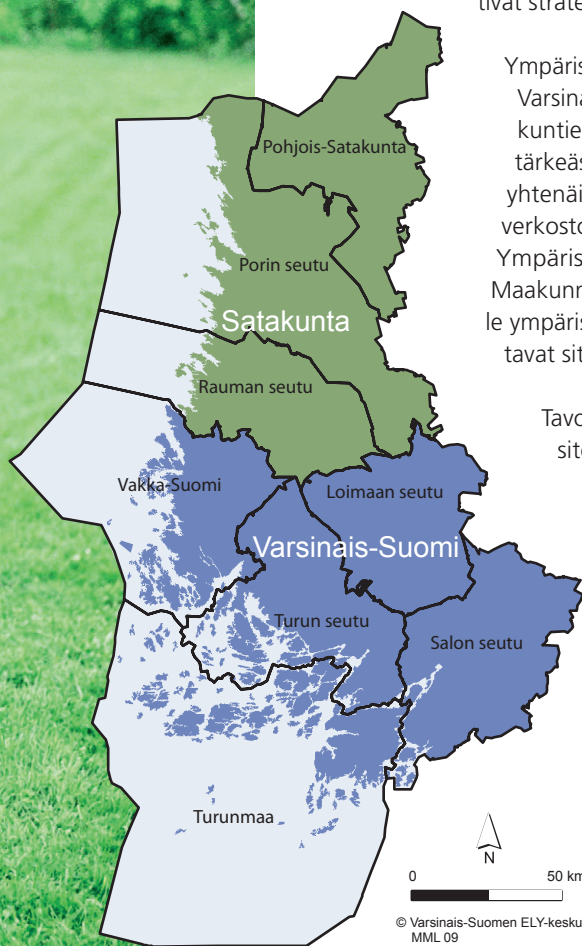 tivat strate
Ympäris
Varsina
kuntie
tärkeäs
yhtenäi
verkosto
Ympäris
Maakunn
le ympäris
tavat sit
Tavo
sit
Pohjois-Satakunta
Porin seutu
Satakunta
Rauman seutu
Vakka-Suomi
Loimaan seutu
Varsinais-Suomi
Turun seutu
Salon seutu
Turunmaa
N
0 50 km
© Varsinais-Suomen ELY-kesku
MML 09